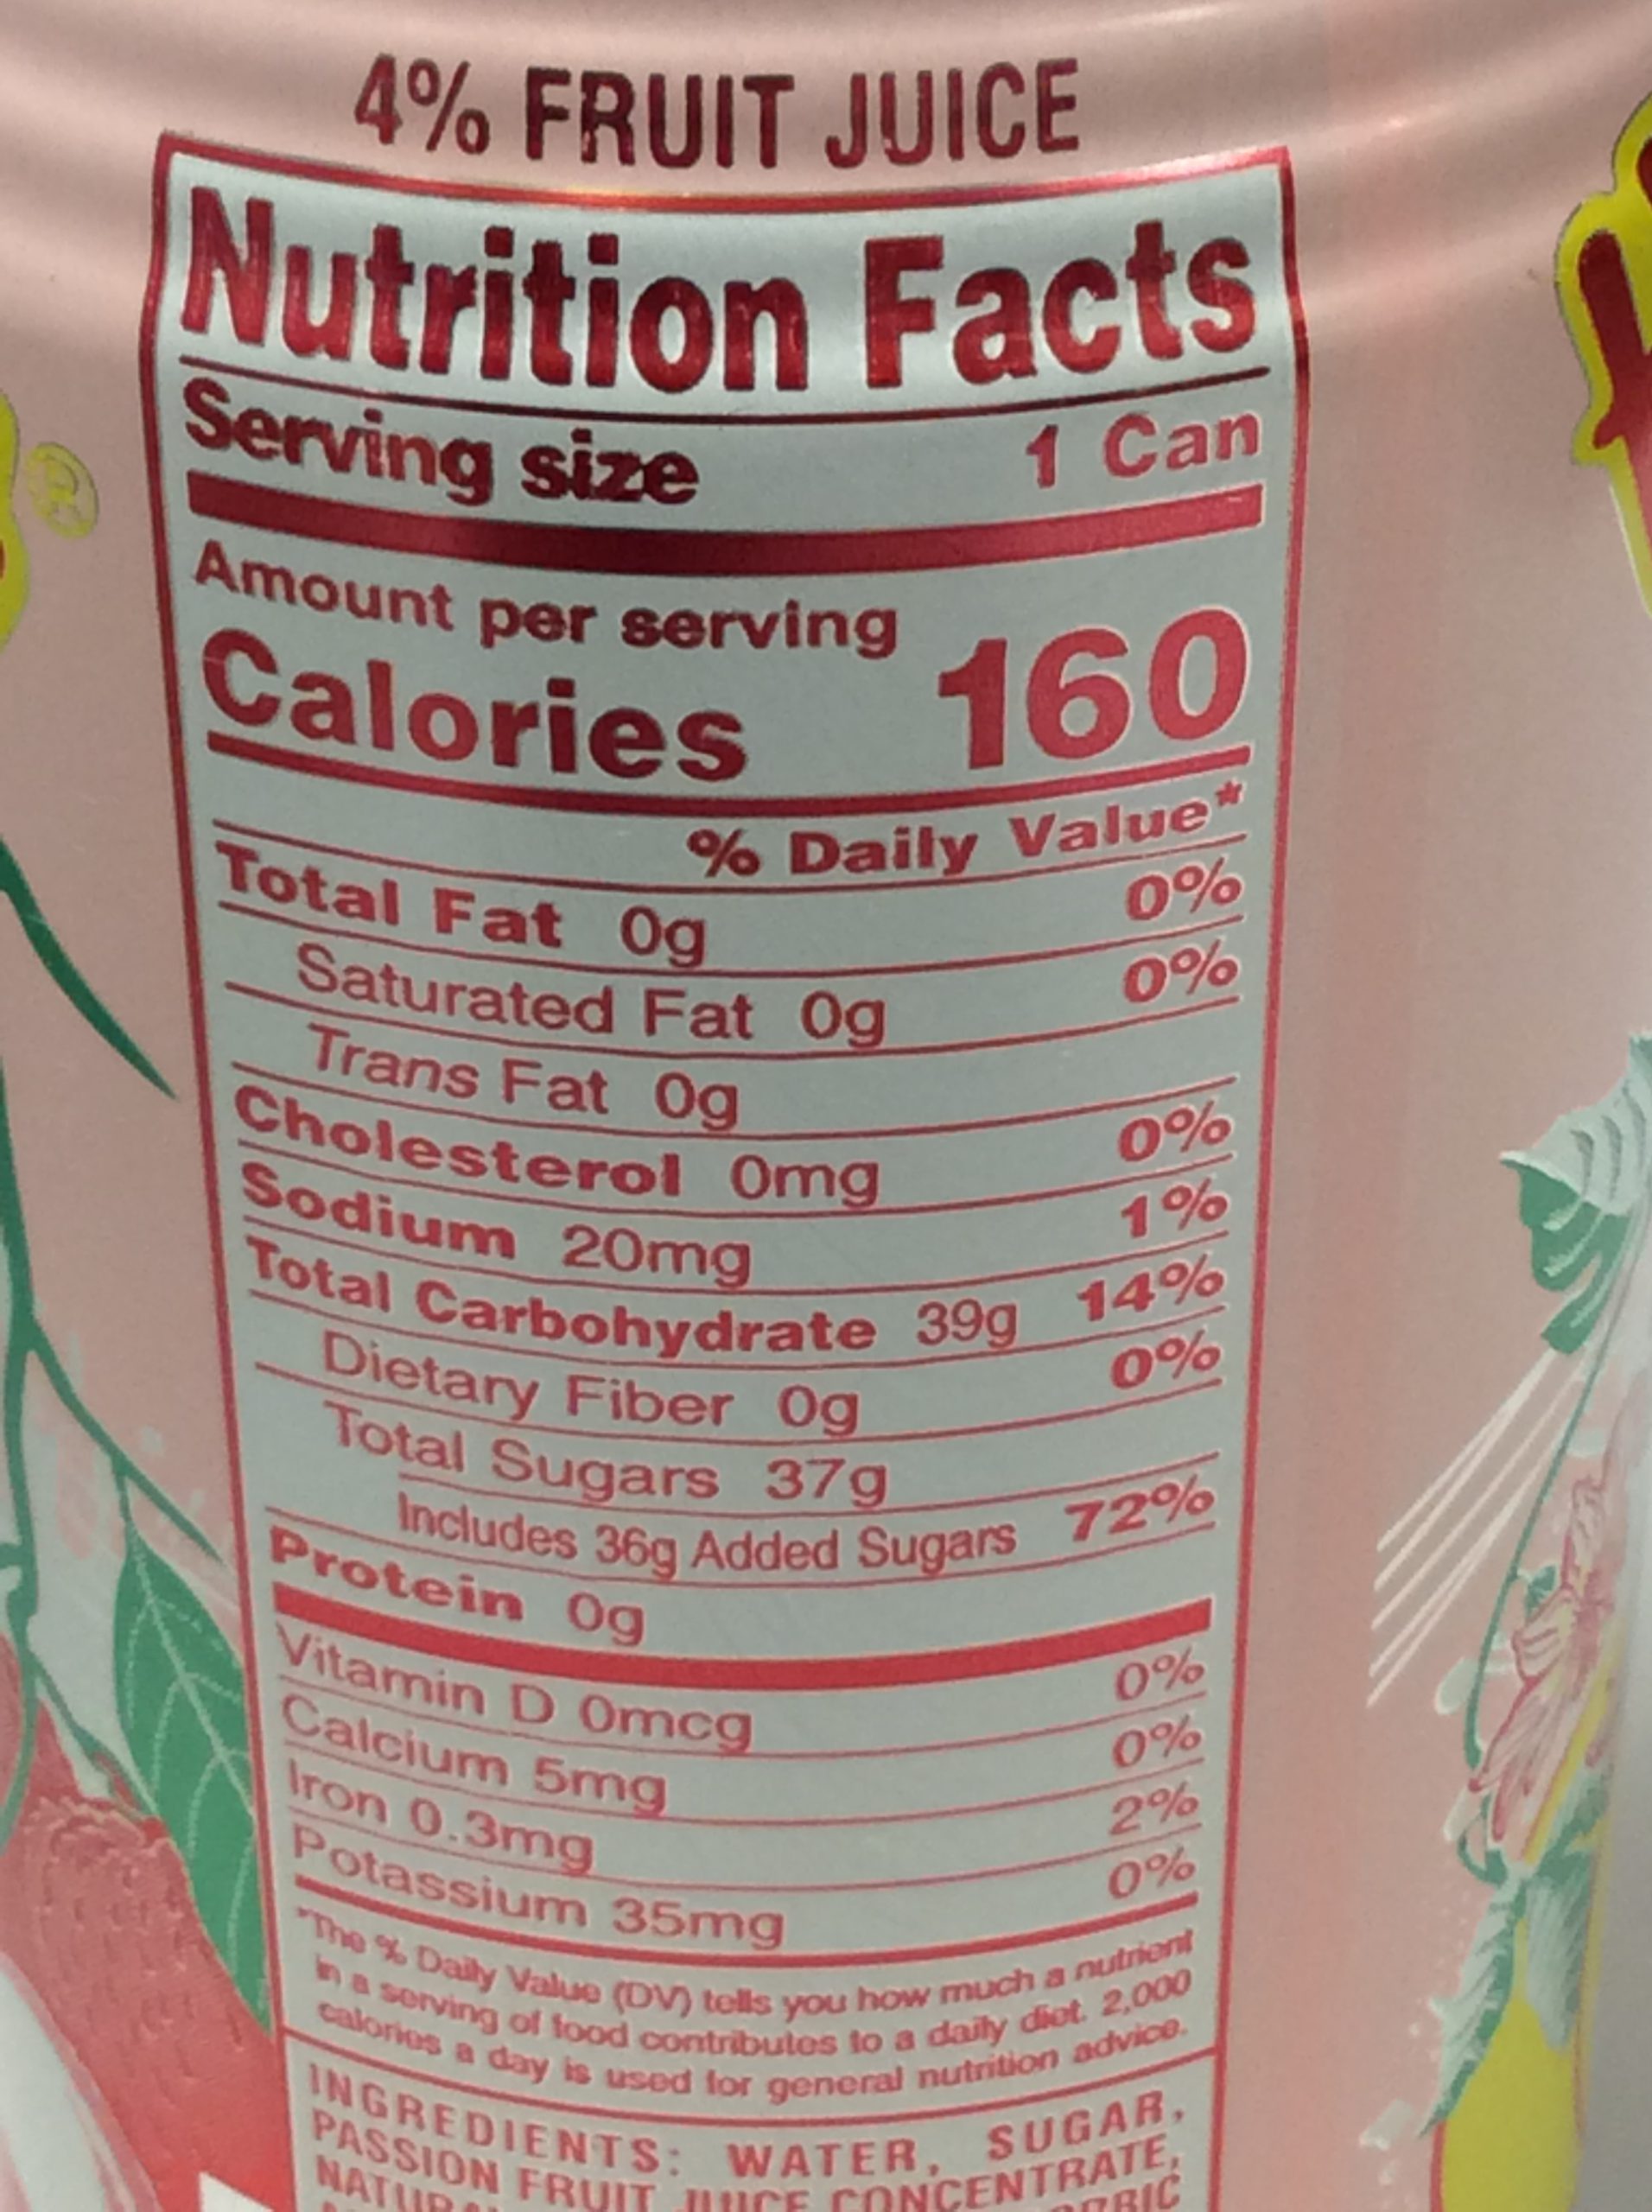 4% FRUIT JUICE
Nutrition Facts
Serving size 1 Can
Amount per serving
Calories 160
% Daily Value*
Total Fat 0g 0%
Saturated Fat 0g 0%
Trans Fat 0g
Cholesterol 0mg 0%
Sodium 20mg 1%
Total Carbohydrate 39g 14%
Dietary Fiber 0g 0%
Total Sugars 37g
Includes 36g Added Sugars 72%
Protein 0g
Vitamin D 0mcg 0%
Calcium 5mg 0%
Iron 0.3mg 2%
Potassium 35mg 0%
*The % Daily Value (DV) tells you how much a nutrient
in a serving of food contributes to a daily diet. 2,000
calories a day is used for general nutrition advice.
INGREDIENTS: WATER, SUGAR,
PASSION FRUIT JUICE CONCENTRATE,
®